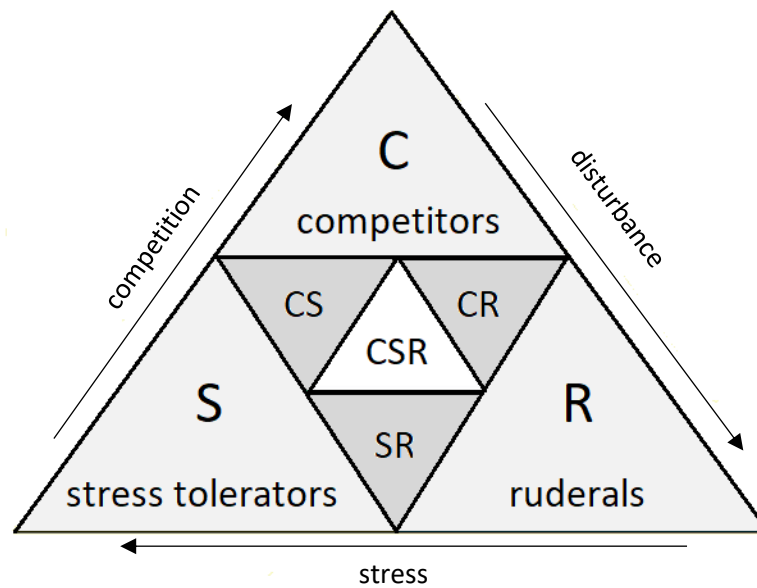 C
competitors
competition
disturbance
CS
CR
CSR
S
R
SR
stress tolerators
ruderals
stress